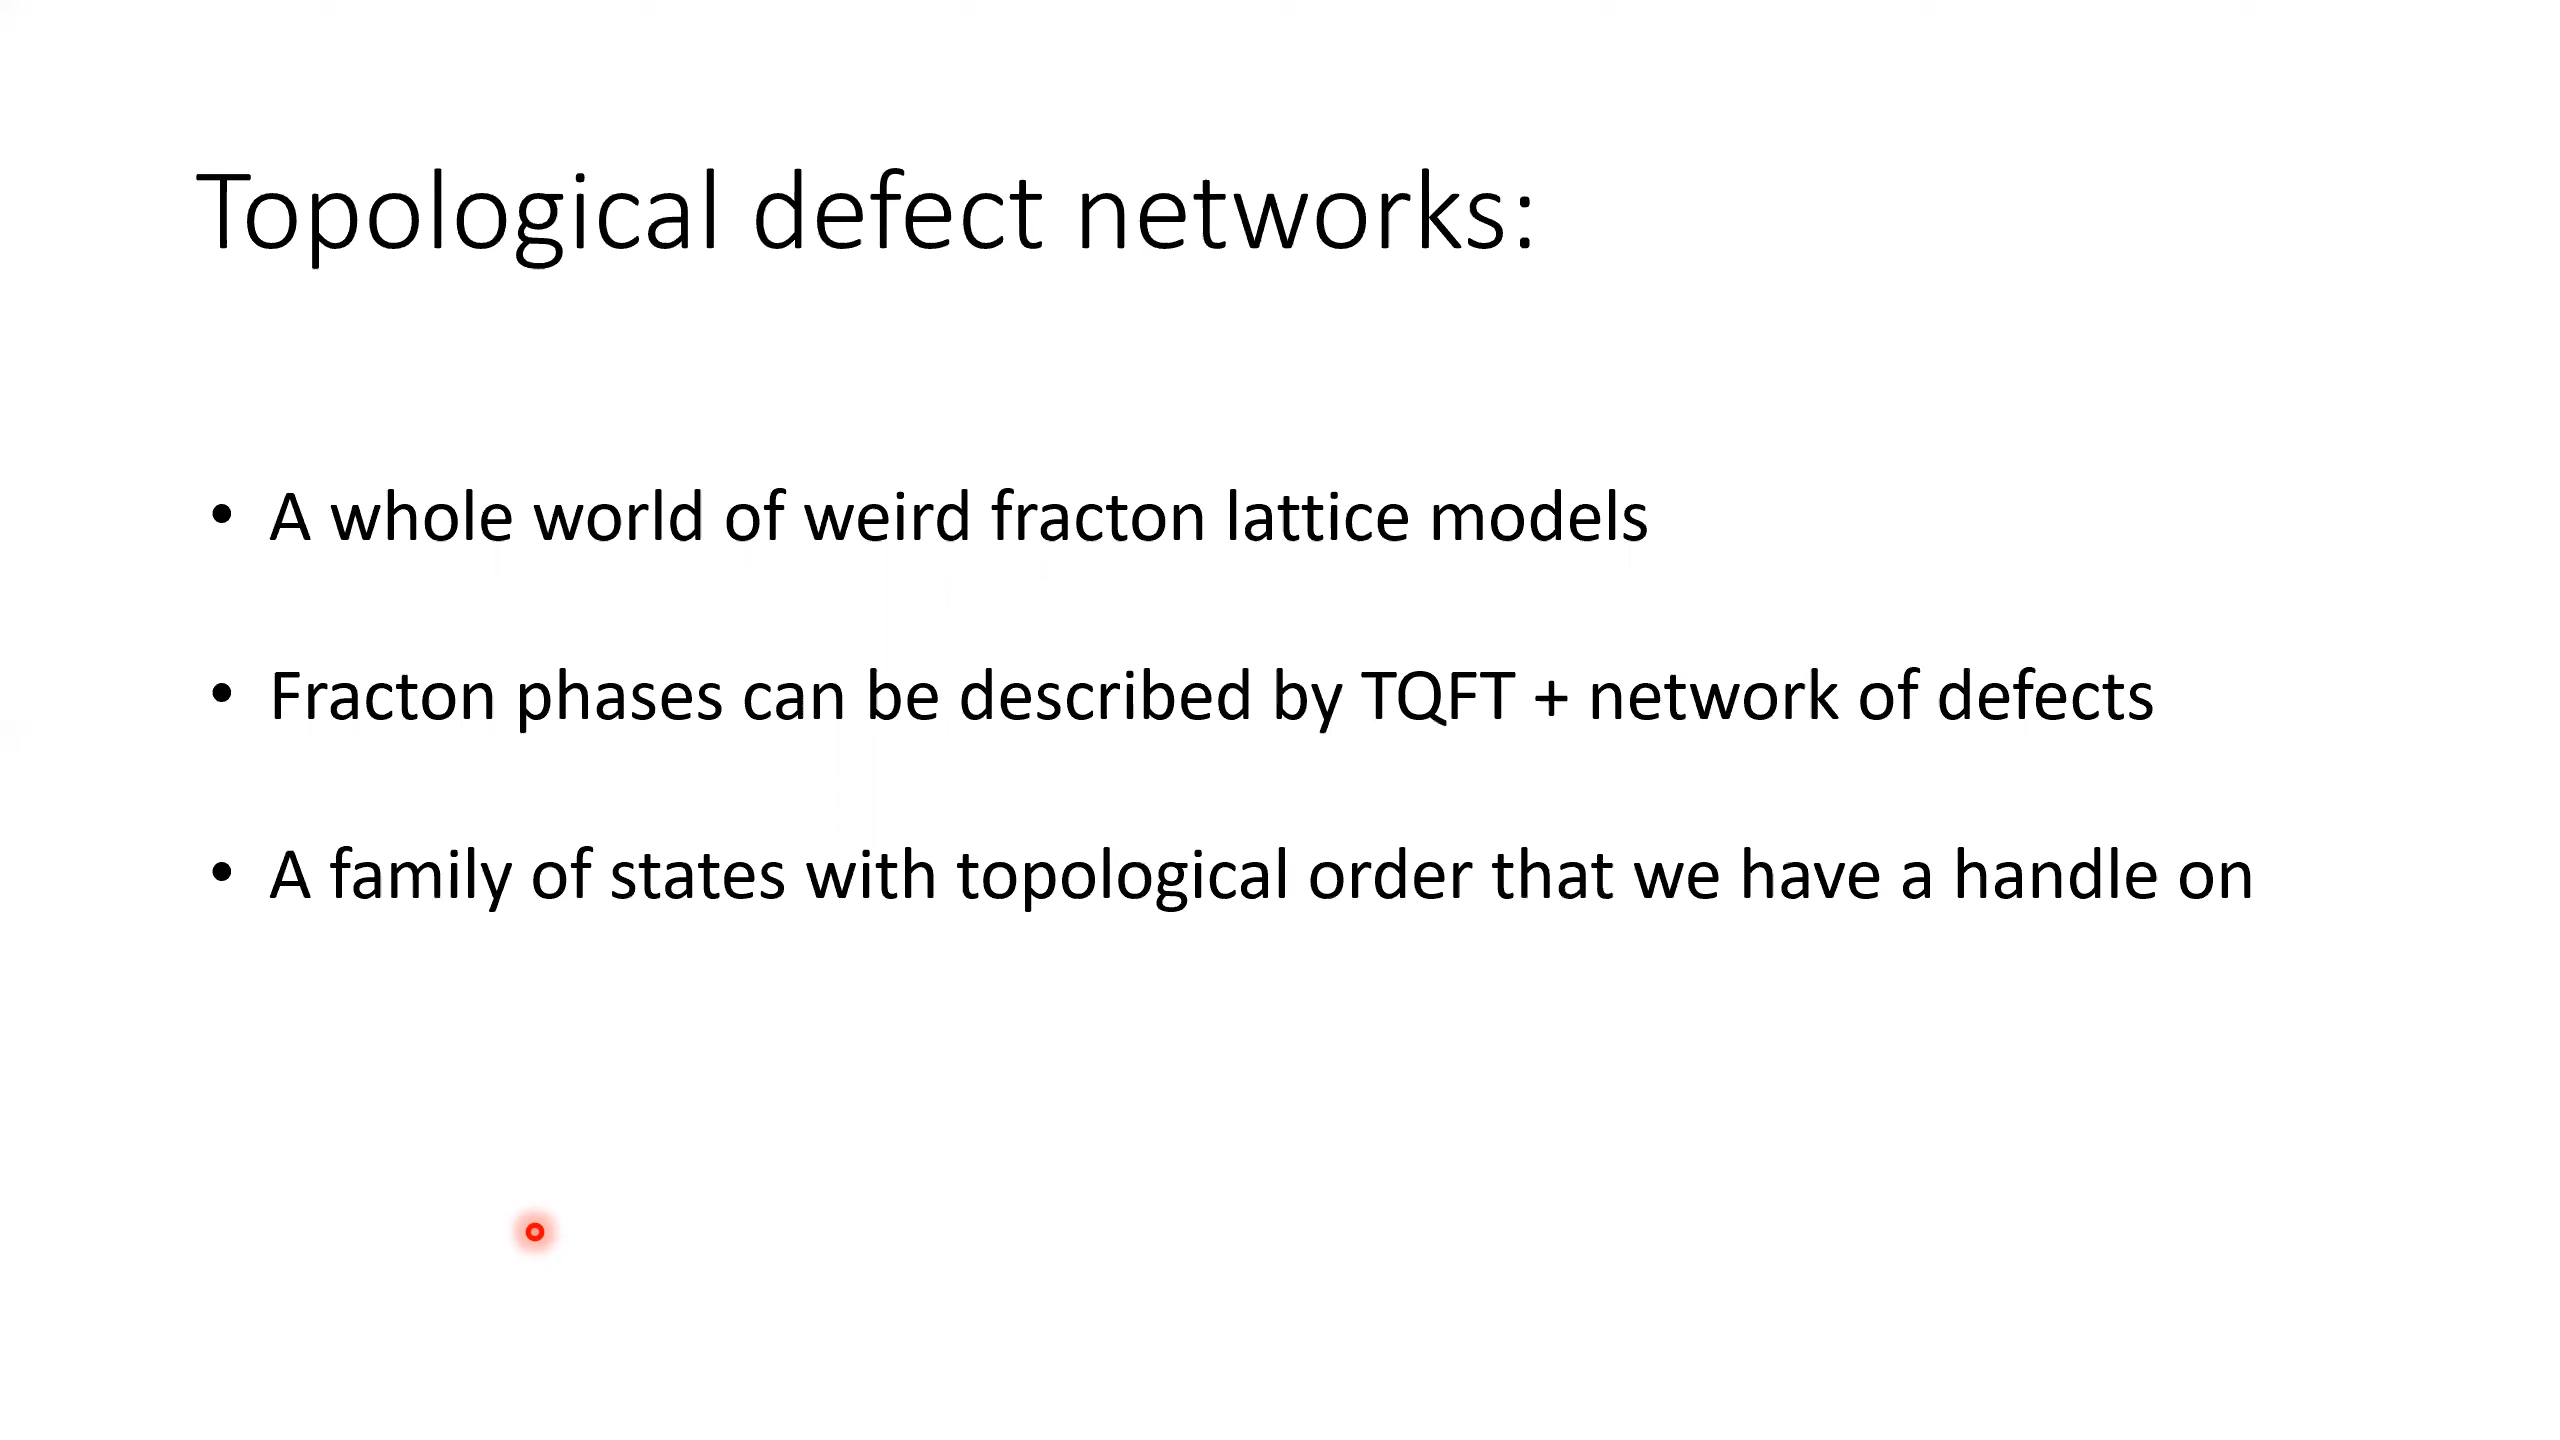 Topological defect networks:
• A whole world of weird fracton lattice models
• Fracton phases can be described by TQFT + network of defects
• A family of states with topological order that we have a handle on